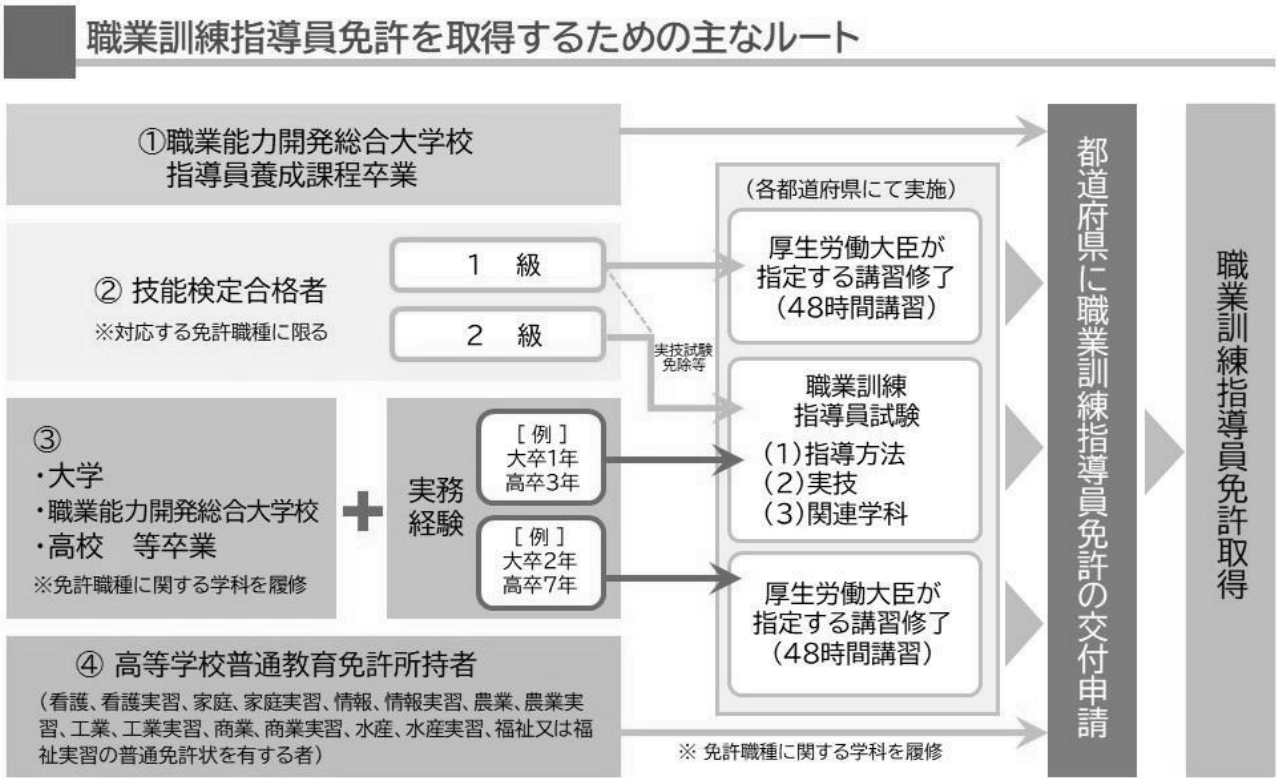 職業訓練指導員免許を取得するための主なルート
①職業能力開発総合大学校
指導員養成課程卒業
② 技能検定合格者
※対応する免許職種に限る
1 級
2 級
実技試験
免除等
③
・大学
・職業能力開発総合大学校
・高校 等卒業
※免許職種に関する学科を履修
実務
経験
[ 例 ]
大卒1年
高卒3年
[ 例 ]
大卒2年
高卒7年
④ 高等学校普通教育免許所持者
(看護、看護実習、家庭、家庭実習、情報、情報実習、農業、農業実
習、工業、工業実習、商業、商業実習、水産、水産実習、福祉又は福
祉実習の普通免許状を有する者)
(各都道府県にて実施)
厚生労働大臣が
指定する講習修了
(48時間講習)
職業訓練
指導員試験
(1)指導方法
(2)実技
(3)関連学科
厚生労働大臣が
指定する講習修了
(48時間講習)
※ 免許職種に関する学科を履修
都道府県に職業訓練指導員免許の交付申請
職業訓練指導員免許取得